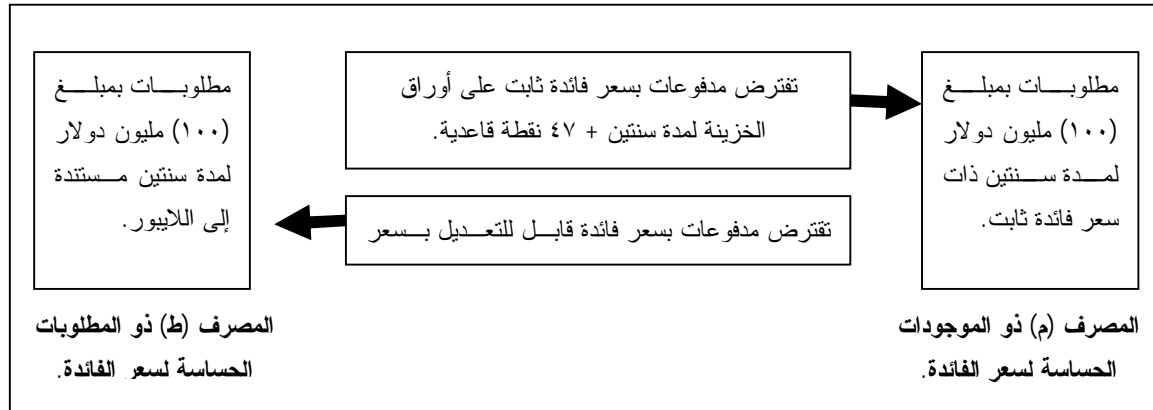 مطلوبات بمبلغ
(١٠٠) مليون دولار
لمدة سنتين ذات
سعر فائدة ثابت.
تفترض مدفوعات بسعر فائدة ثابت على أوراق
الخزينة لمدة سنتين + ٤٧ نقطة قاعدية.
تقترض مدفوعات بسعر فائدة قابل للتعديل بسعر
مطلوبات بمبلغ
(١٠٠) مليون دولار
لمدة سنتين مستندة
إلى اللايبور.
المصرف (م) ذو الموجودات
الحساسة لسعر الفائدة.
المصرف (ط) ذو المطلوبات
الحساسة لسعر الفائدة.